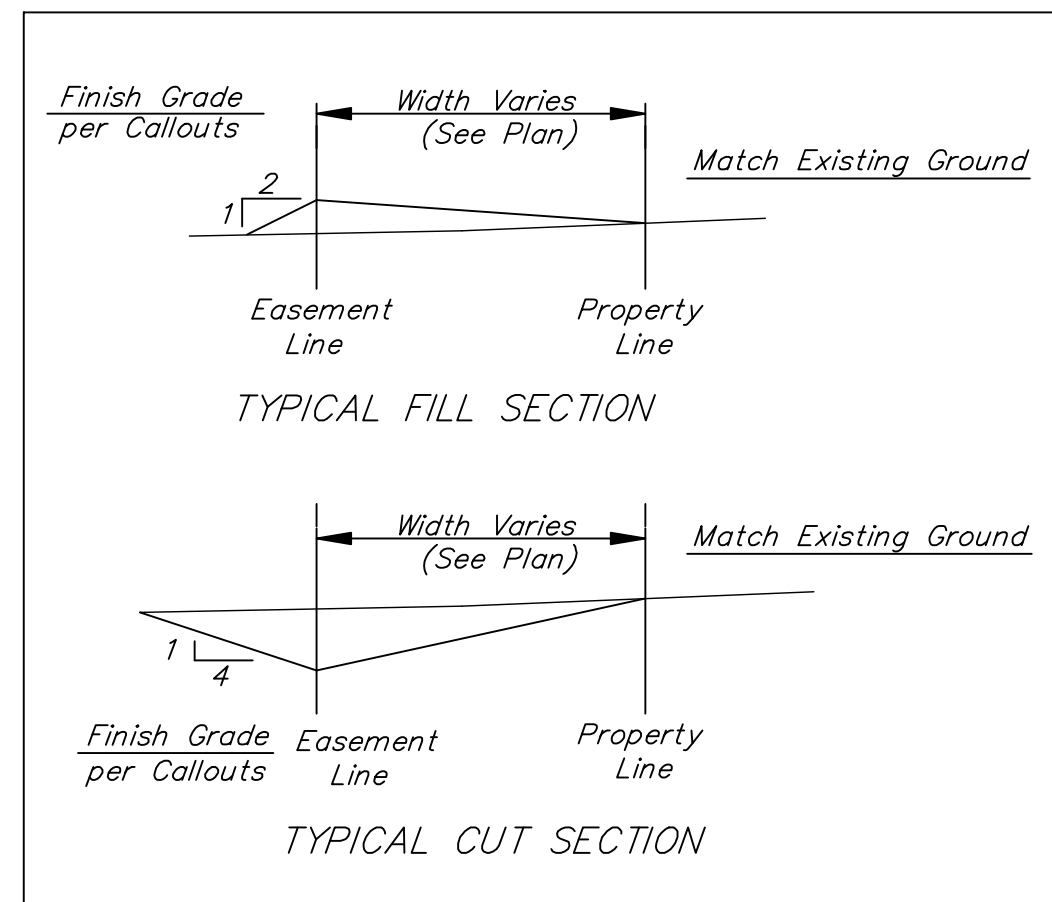 Finish Grade
per Callouts
Width Varies
(See Plan)
Match Existing Ground
2
1
Easement
Line
Property
Line
TYPICAL FILL SECTION
Width Varies
(See Plan)
Match Existing Ground
1
4
Finish Grade
per Callouts
Easement
Line
Property
Line
TYPICAL CUT SECTION